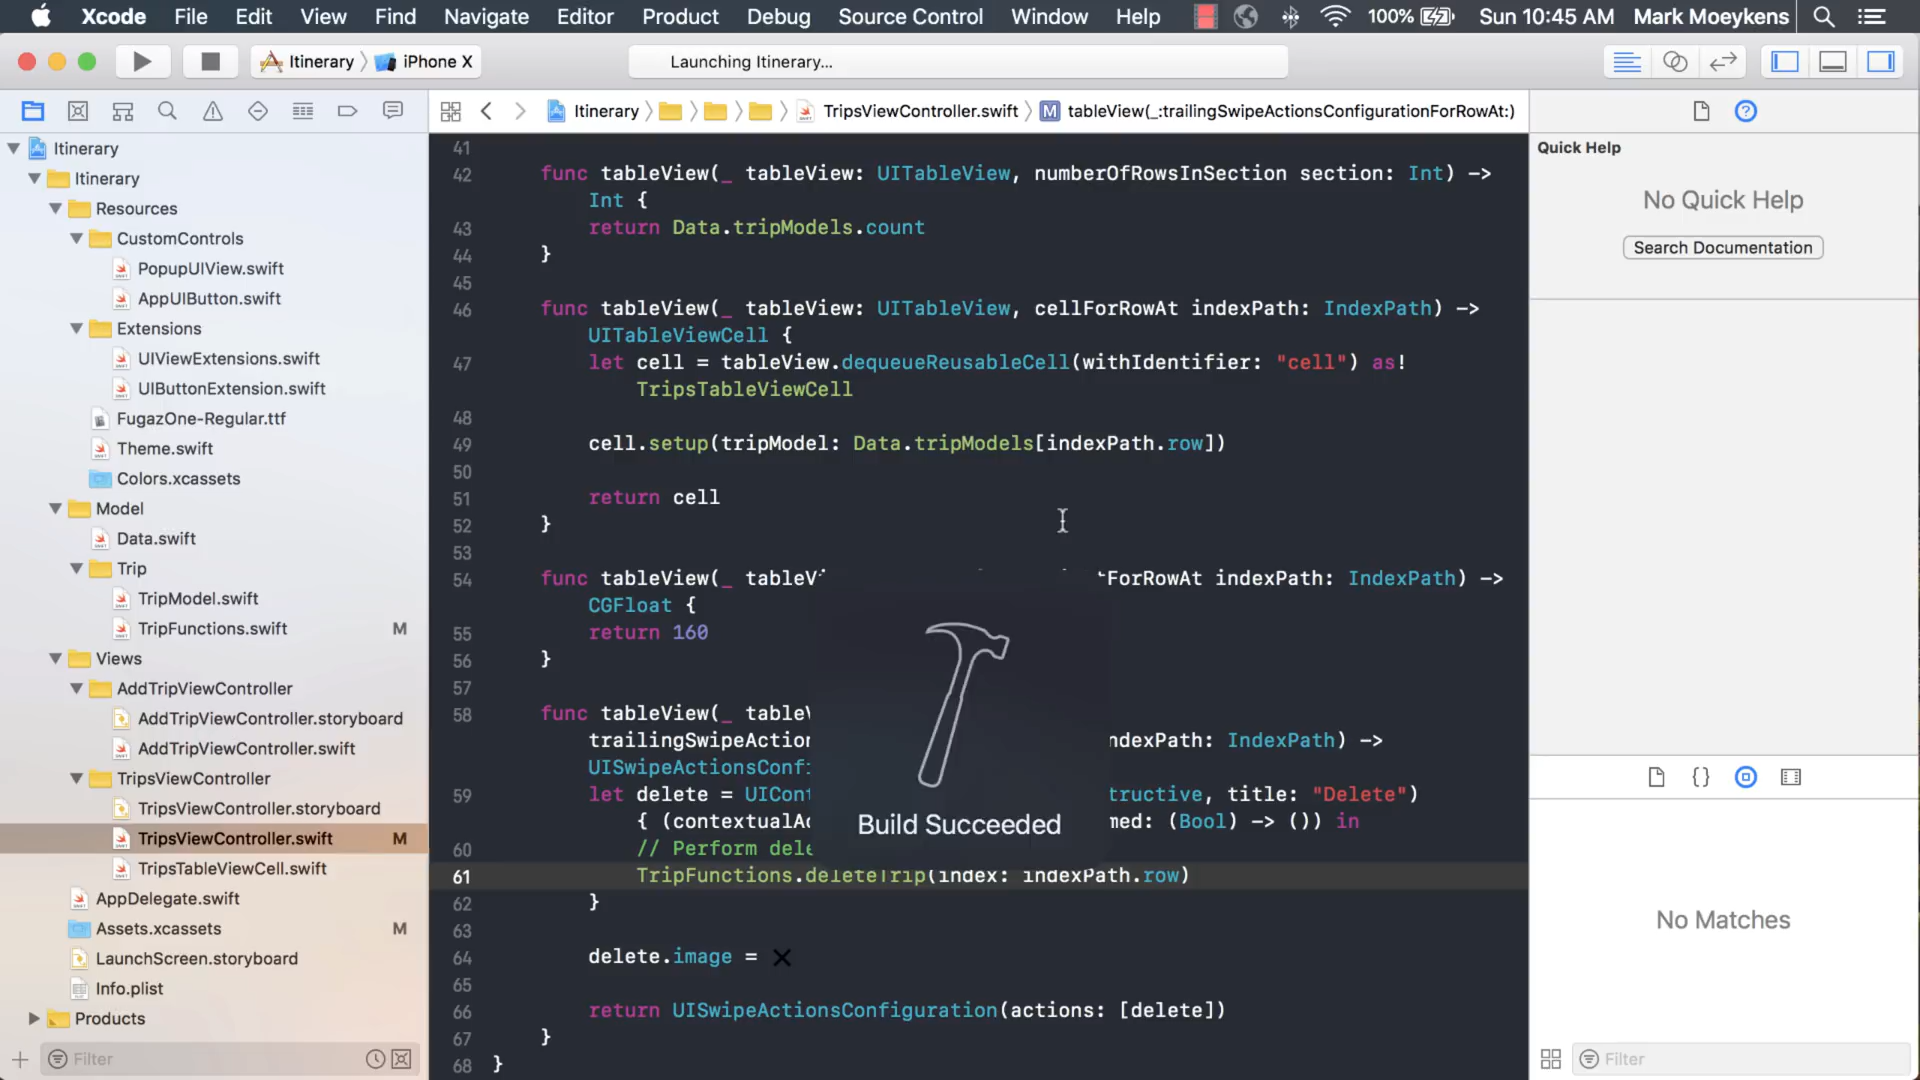 Xcode File Edit View Find Navigate Editor Product Debug Source Control Window Help 100% Sun 10:45 AM Mark Moeykens
Itinerary iPhone X Launching Itinerary...
Itinerary TripsViewController.swift M tableView(_:trailingSwipeActionsConfigurationForRowAt:)
Itinerary
Itinerary
Resources
CustomControls
PopupUIView.swift
AppUIButton.swift
Extensions
UIViewExtensions.swift
UIButtonExtension.swift
FugazOne-Regular.ttf
Theme.swift
Colors.xcassets
Model
Data.swift
Trip
TripModel.swift
TripFunctions.swift M
Views
AddTripViewController
AddTripViewController.storyboard
AddTripViewController.swift
TripsViewController
TripsViewController.storyboard
TripsViewController.swift M
TripsTableViewCell.swift
AppDelegate.swift
Assets.xcassets M
LaunchScreen.storyboard
Info.plist
Products
Filter
41
42 func tableView(_ tableView: UITableView, numberOfRowsInSection section: Int) ->
Int {
43 return Data.tripModels.count
44 }
45
46 func tableView(_ tableView: UITableView, cellForRowAt indexPath: IndexPath) ->
UITableViewCell {
47 let cell = tableView.dequeueReusableCell(withIdentifier: "cell") as!
TripsTableViewCell
48
49 cell.setup(tripModel: Data.tripModels[indexPath.row])
50
51 return cell
52 }
53
54 func tableView(_ tableV tForRowAt indexPath: IndexPath) ->
CGFloat {
55 return 160
56 }
57
58 func tableView(_ tablev
trailingSwipeAction ndexPath: IndexPath) ->
UISwipeActionsConf
59 let delete = UICont tructive, title: "Delete")
{ (contextualAc med: (Bool) -> ()) in
60 // Perform dele
61 TripFunctions.deleteTrip(index: indexPath.row)
62 }
63
64 delete.image =
65
66 return UISwipeActionsConfiguration(actions: [delete])
67 }
68 }
Build Succeeded
Quick Help
No Quick Help
Search Documentation
No Matches
Filter